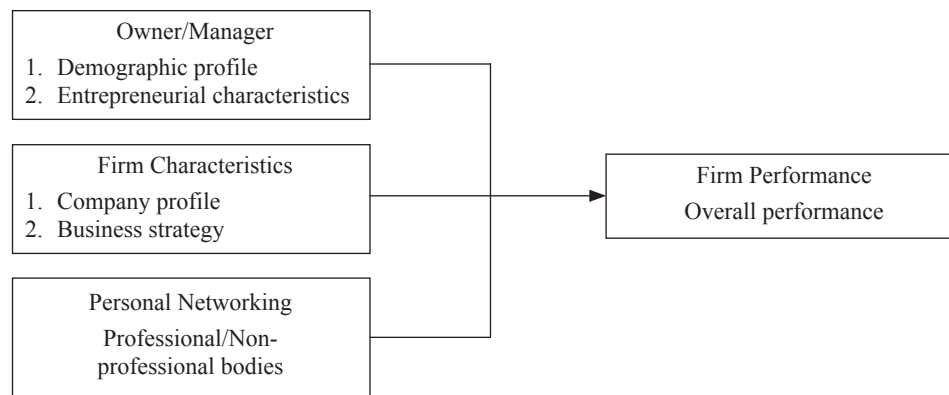 Owner/Manager
1. Demographic profile
2. Entrepreneurial characteristics
Firm Characteristics
1. Company profile
2. Business strategy
Personal Networking
Professional/Non-
professional bodies
Firm Performance
Overall performance